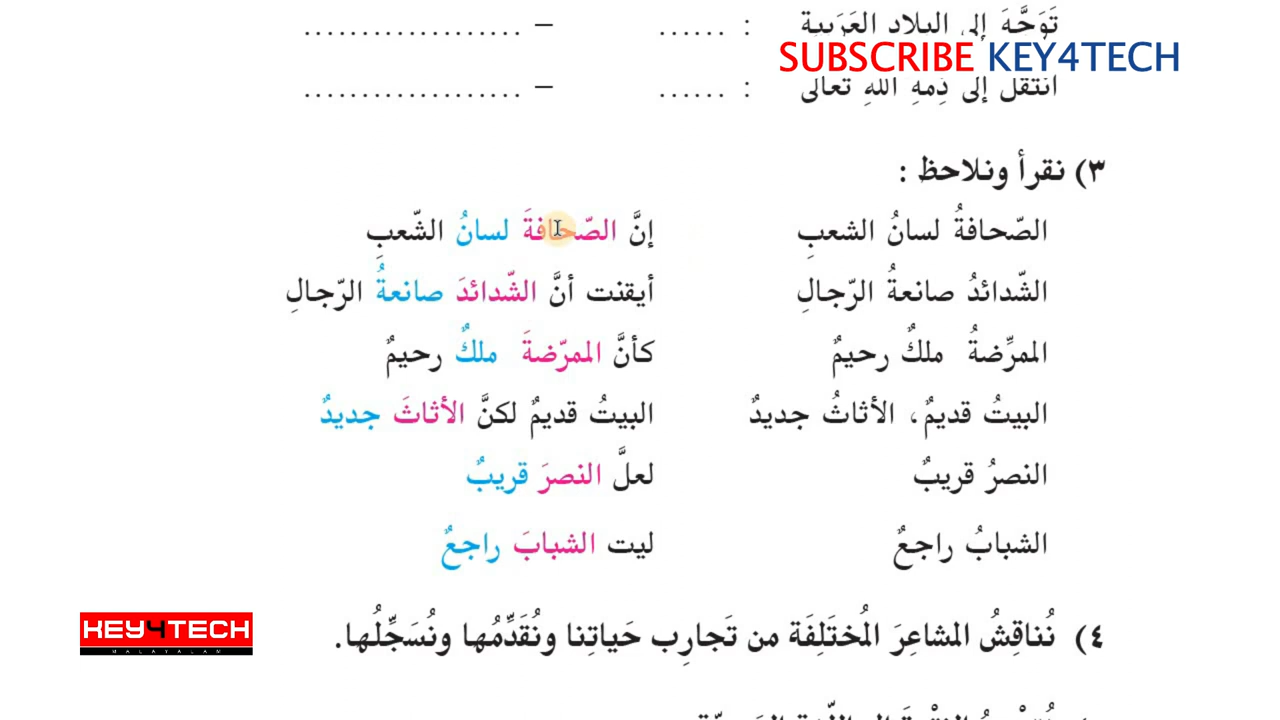 تَوَجَّهَ إلى البلاد العَرَبية : ...... – ...................
SUBSCRIBE KEY4TECH
انتقل إلى ذِمةِ اللهِ تعالى : ...... – ...................
٣) نقرأ ونلاحظ :
الصّحافةُ لسانُ الشعبِ إنَّ الصّحافةَ لسانُ الشّعبِ
الشّدائدُ صانعةُ الرّجالِ أيقنت أنَّ الشّدائدَ صانعةُ الرّجالِ
الممرِّضةُ ملكٌ رحيمٌ كأنَّ الممرّضةَ ملكٌ رحيمٌ
البيتُ قديمٌ، الأثاثُ جديدٌ البيتُ قديمٌ لكنَّ الأثاثَ جديدٌ
النصرُ قريبٌ لعلَّ النصرَ قريبٌ
الشبابُ راجعٌ ليت الشبابَ راجعٌ
٤) نُناقِشُ المشاعِرَ المُختَلِفَة من تَجارِب حَياتِنا ونُقَدِّمُها ونُسَجِّلُها.
KEY4TECH
MALAYALAM